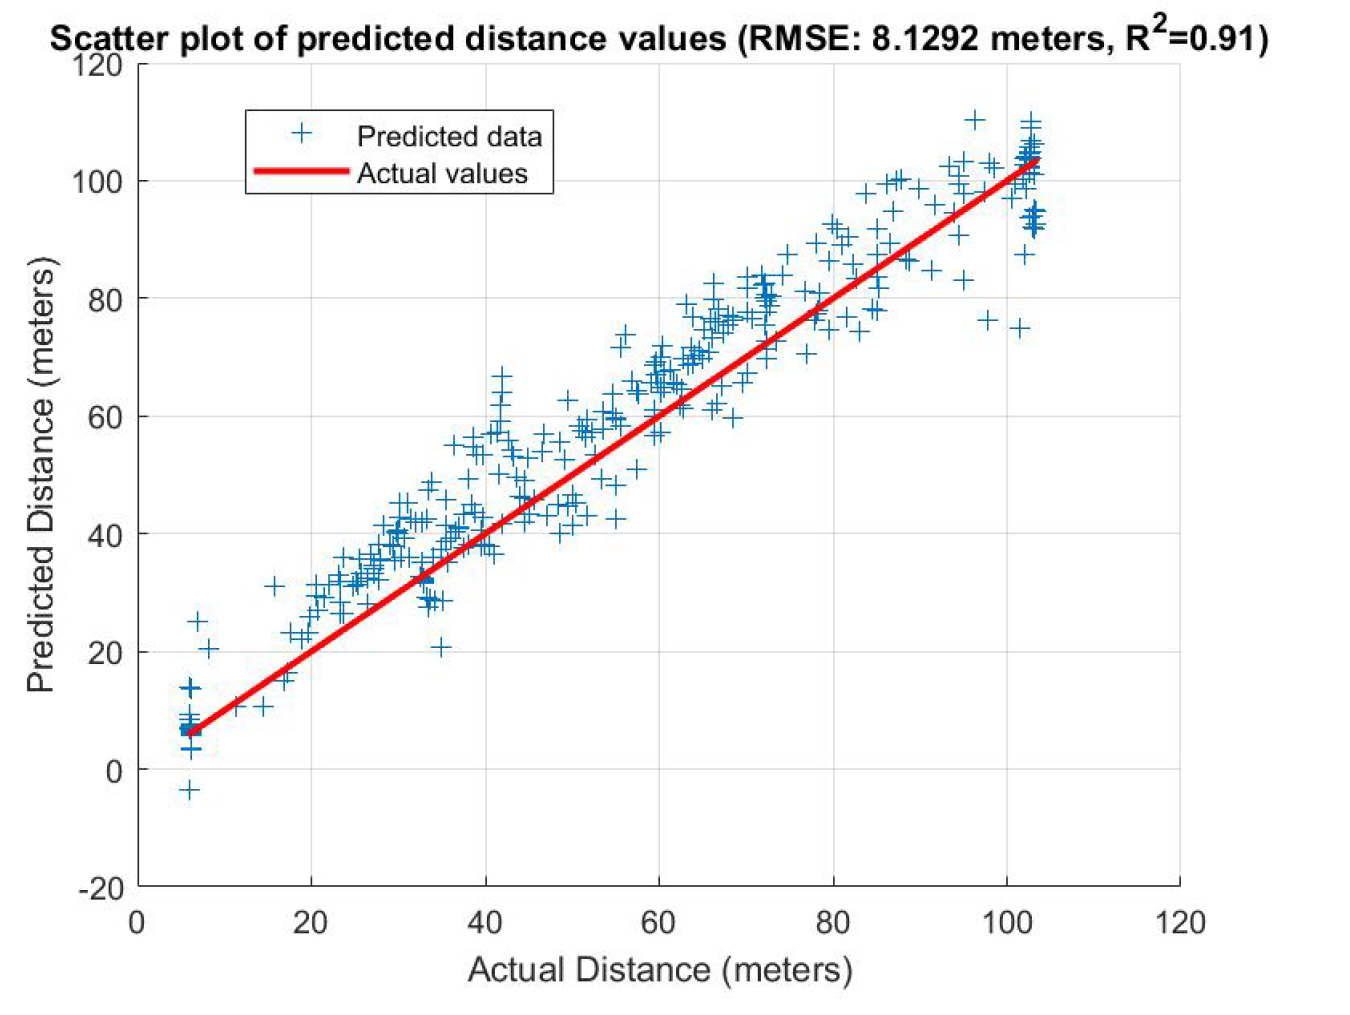 Scatter plot of predicted distance values (RMSE: 8.1292 meters, R²=0.91)
120
Predicted data
Actual values
100
80
60
40
20
0
-20
0 20 40 60 80 100 120
Predicted Distance (meters)
Actual Distance (meters)